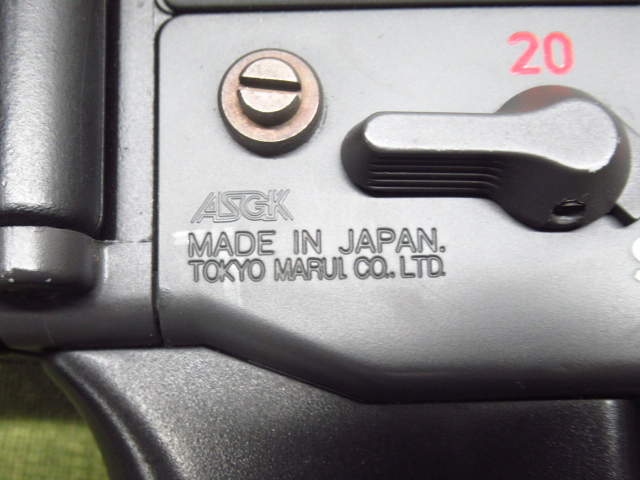 20
ASGK
MADE IN JAPAN.
TOKYO MARUI. CO., LTD.